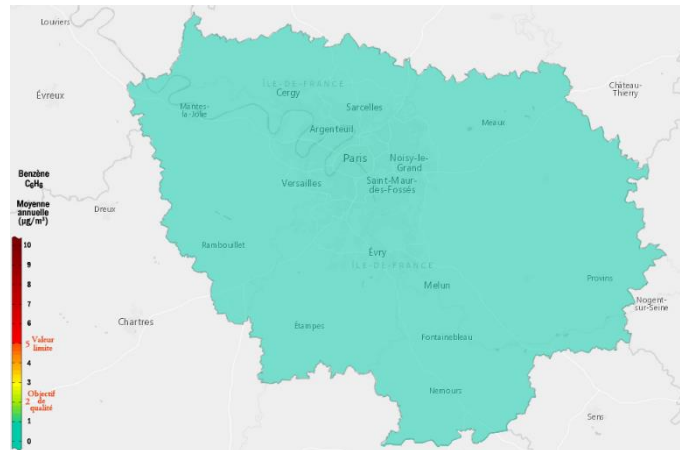 Louviers
ÎLE-DE-FRANCE
Château-
Thierry
Évreux
Cergy
Mantes-
la-Jolie
Sarcelles
Meaux
Argenteuil
Paris
Noisy-le-
Grand
Benzène
C6H6
Versailles
Saint-Maur-
des-Fossés
Moyenne
annuelle
(µg/m³)
Dreux
10
Rambouillet
Évry
ÎLE-DE-FRANCE
9
8
Melun
Provins
7
Nogent-
sur-Seine
6
Chartres
Étampes
5 Valeur
limite
Fontainebleau
4
3
Nemours
Objectif
2 de
qualité
1
Sens
0